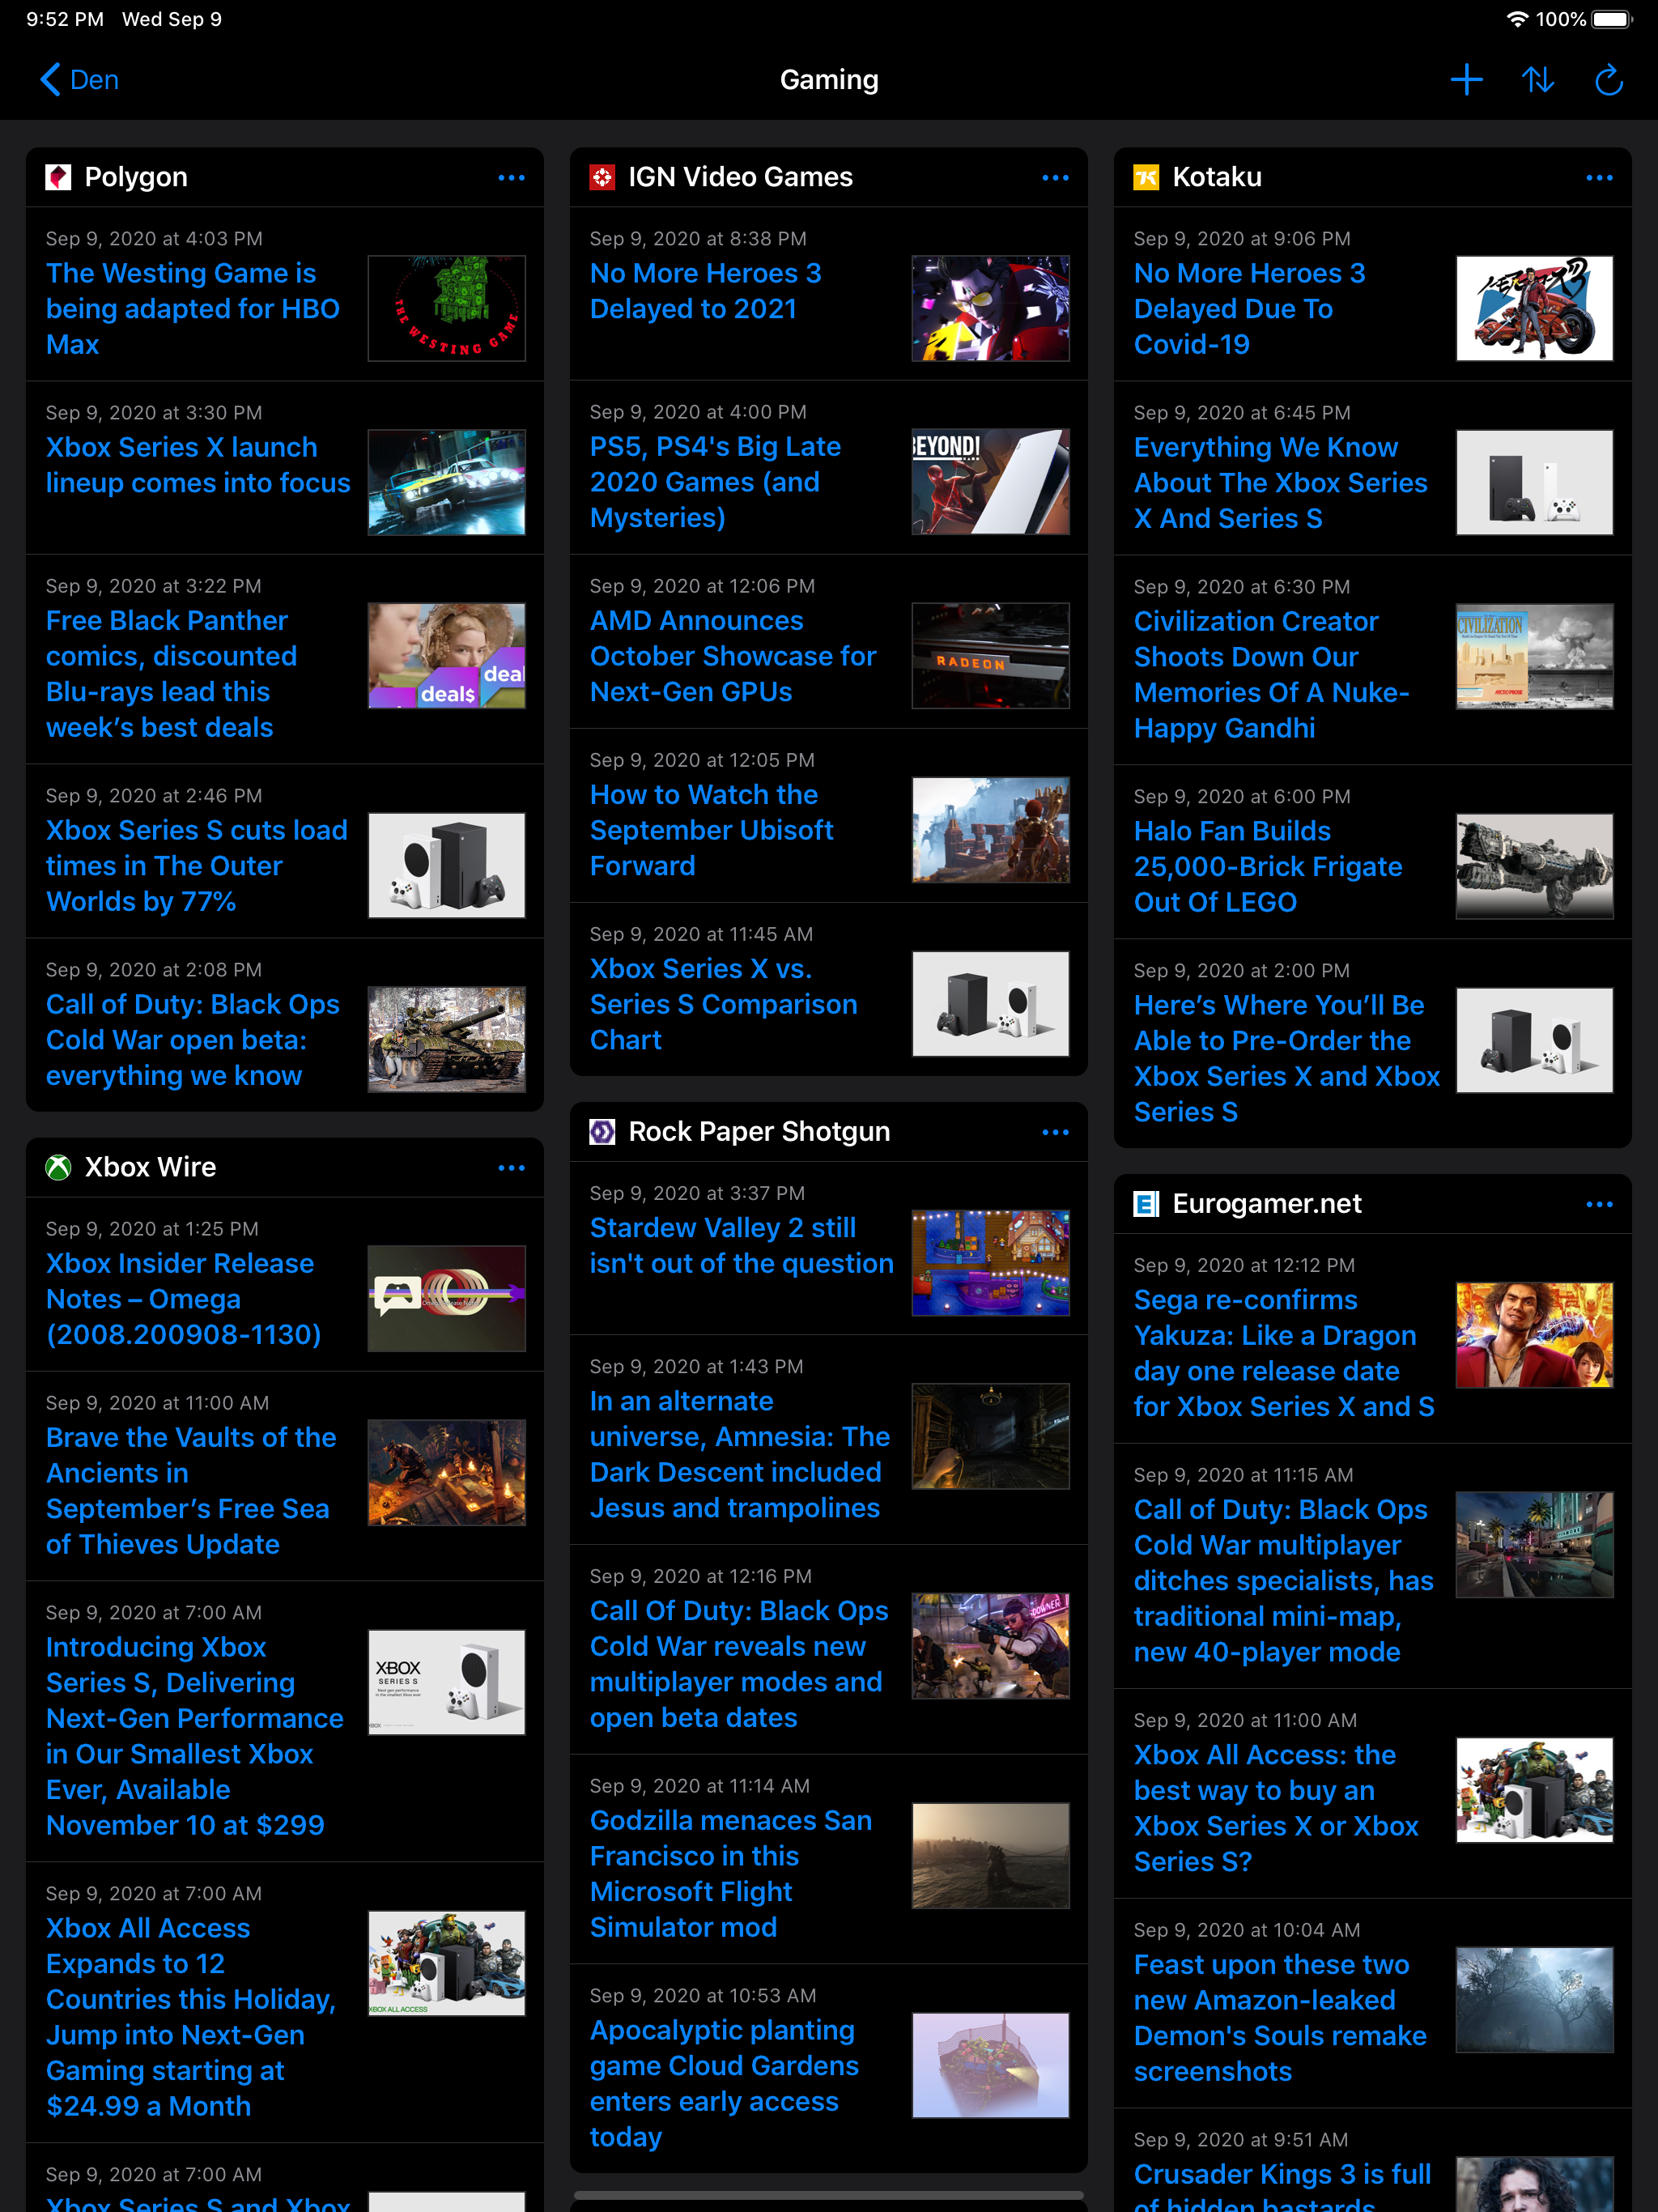 9:52 PM Wed Sep 9
100%
Den
Gaming
Polygon
Sep 9, 2020 at 4:03 PM
The Westing Game is
being adapted for HBO
Max
THE WESTING GAME
Sep 9, 2020 at 3:30 PM
Xbox Series X launch
lineup comes into focus
Sep 9, 2020 at 3:22 PM
Free Black Panther
comics, discounted
Blu-rays lead this
week’s best deals
deal$
deal
Sep 9, 2020 at 2:46 PM
Xbox Series S cuts load
times in The Outer
Worlds by 77%
Sep 9, 2020 at 2:08 PM
Call of Duty: Black Ops
Cold War open beta:
everything we know
Xbox Wire
Sep 9, 2020 at 1:25 PM
Xbox Insider Release
Notes – Omega
(2008.200908-1130)
Sep 9, 2020 at 11:00 AM
Brave the Vaults of the
Ancients in
September’s Free Sea
of Thieves Update
Sep 9, 2020 at 7:00 AM
Introducing Xbox
Series S, Delivering
Next-Gen Performance
in Our Smallest Xbox
Ever, Available
November 10 at $299
XBOX
SERIES S
Next gen performance
in the smallest Xbox ever
Sep 9, 2020 at 7:00 AM
Xbox All Access
Expands to 12
Countries this Holiday,
Jump into Next-Gen
Gaming starting at
$24.99 a Month
XBOX ALL ACCESS
Sep 9, 2020 at 7:00 AM
Xbox Series S and Xbox
IGN Video Games
Sep 9, 2020 at 8:38 PM
No More Heroes 3
Delayed to 2021
Sep 9, 2020 at 4:00 PM
PS5, PS4's Big Late
2020 Games (and
Mysteries)
BEYOND!
Sep 9, 2020 at 12:06 PM
AMD Announces
October Showcase for
Next-Gen GPUs
RADEON
Sep 9, 2020 at 12:05 PM
How to Watch the
September Ubisoft
Forward
Sep 9, 2020 at 11:45 AM
Xbox Series X vs.
Series S Comparison
Chart
Rock Paper Shotgun
Sep 9, 2020 at 3:37 PM
Stardew Valley 2 still
isn't out of the question
Sep 9, 2020 at 1:43 PM
In an alternate
universe, Amnesia: The
Dark Descent included
Jesus and trampolines
Sep 9, 2020 at 12:16 PM
Call Of Duty: Black Ops
Cold War reveals new
multiplayer modes and
open beta dates
Sep 9, 2020 at 11:14 AM
Godzilla menaces San
Francisco in this
Microsoft Flight
Simulator mod
Sep 9, 2020 at 10:53 AM
Apocalyptic planting
game Cloud Gardens
enters early access
today
Kotaku
Sep 9, 2020 at 9:06 PM
No More Heroes 3
Delayed Due To
Covid-19
Sep 9, 2020 at 6:45 PM
Everything We Know
About The Xbox Series
X And Series S
Sep 9, 2020 at 6:30 PM
Civilization Creator
Shoots Down Our
Memories Of A Nuke-
Happy Gandhi
CIVILIZATION
Sep 9, 2020 at 6:00 PM
Halo Fan Builds
25,000-Brick Frigate
Out Of LEGO
Sep 9, 2020 at 2:00 PM
Here’s Where You’ll Be
Able to Pre-Order the
Xbox Series X and Xbox
Series S
Eurogamer.net
Sep 9, 2020 at 12:12 PM
Sega re-confirms
Yakuza: Like a Dragon
day one release date
for Xbox Series X and S
Sep 9, 2020 at 11:15 AM
Call of Duty: Black Ops
Cold War multiplayer
ditches specialists, has
traditional mini-map,
new 40-player mode
Sep 9, 2020 at 11:00 AM
Xbox All Access: the
best way to buy an
Xbox Series X or Xbox
Series S?
Sep 9, 2020 at 10:04 AM
Feast upon these two
new Amazon-leaked
Demon's Souls remake
screenshots
Sep 9, 2020 at 9:51 AM
Crusader Kings 3 is full
of hidden bastards